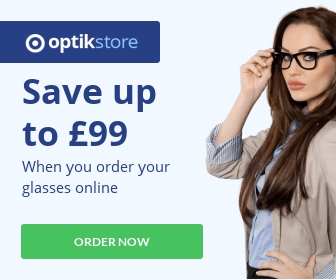 optikstore
Save up
to £99
When you order your
glasses online
ORDER NOW